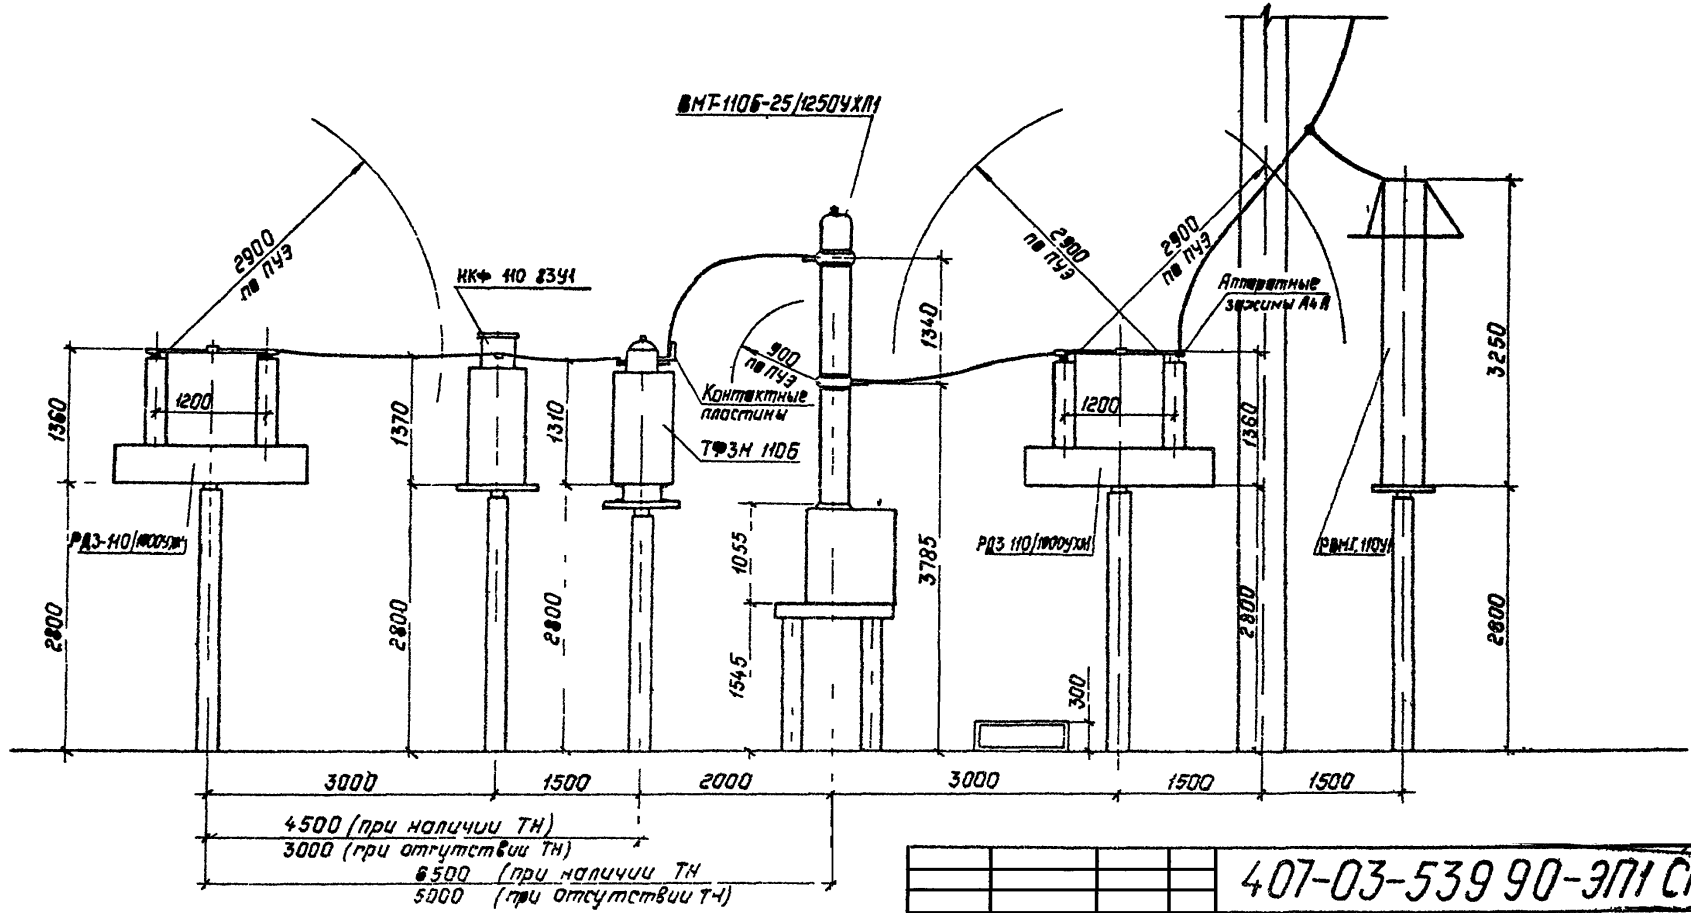 ВМТ-110Б-25/1250УХЛ1
2900
по ПУЭ
НКФ 110 83У1
900
по ПУЭ
2900
по ПУЭ
2900
по ПУЭ
Аппаратные
зажимы А4А
1340
3250
1360
1200
1370
1310
Контактные
пластины
ТФЗМ 110Б
1200
1360
РДЗ-110/1000УХЛ1
1055
3785
РДЗ 110/1000УХЛ1
РВМГ 110У1
2800
2800
2800
1545
300
2800
2800
3000
1500
2000
3000
1500
1500
4500 (при наличии ТН)
3000 (при отсутствии ТН)
6500 (при наличии ТН
5000 (при отсутствии ТН)
407-03-539 90-ЭП1